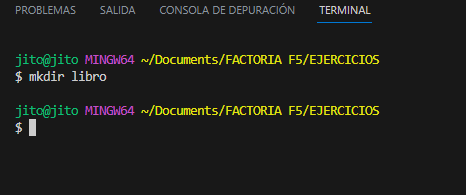 PROBLEMAS SALIDA CONSOLA DE DEPURACIÓN TERMINAL
jito@jito MINGW64 ~/Documents/FACTORIA F5/EJERCICIOS
$ mkdir libro
jito@jito MINGW64 ~/Documents/FACTORIA F5/EJERCICIOS
$